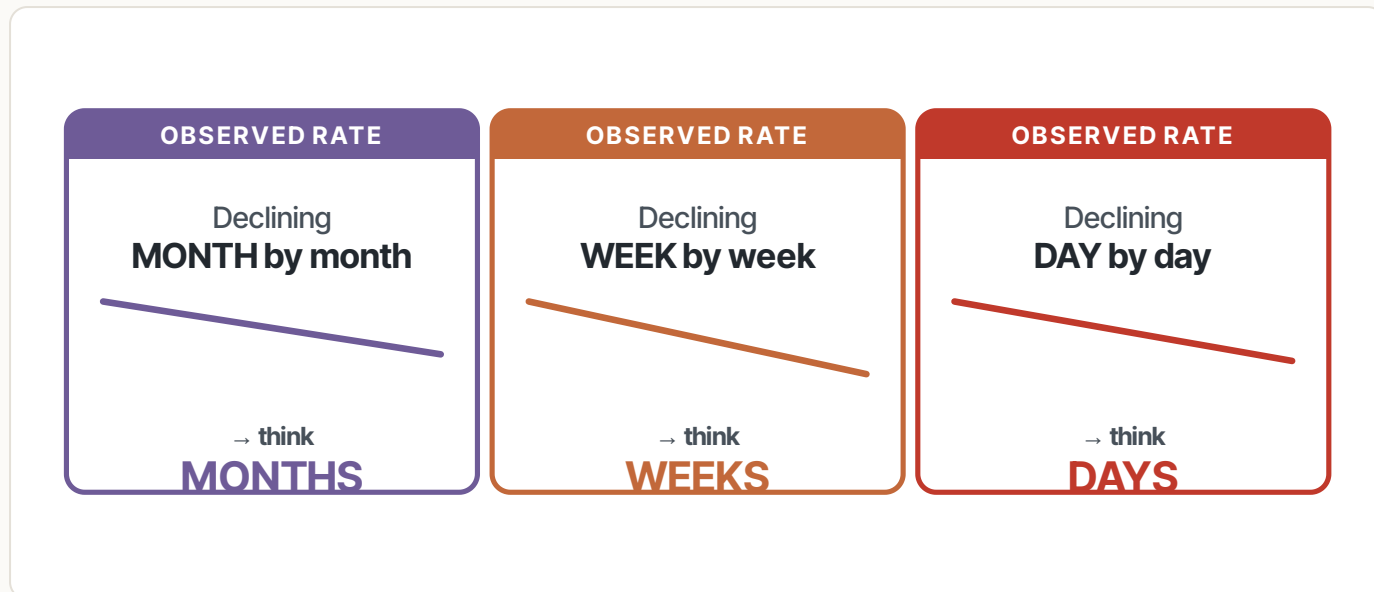 OBSERVED RATE
Declining
MONTH by month
→ think
MONTHS
OBSERVED RATE
Declining
WEEK by week
→ think
WEEKS
OBSERVED RATE
Declining
DAY by day
→ think
DAYS